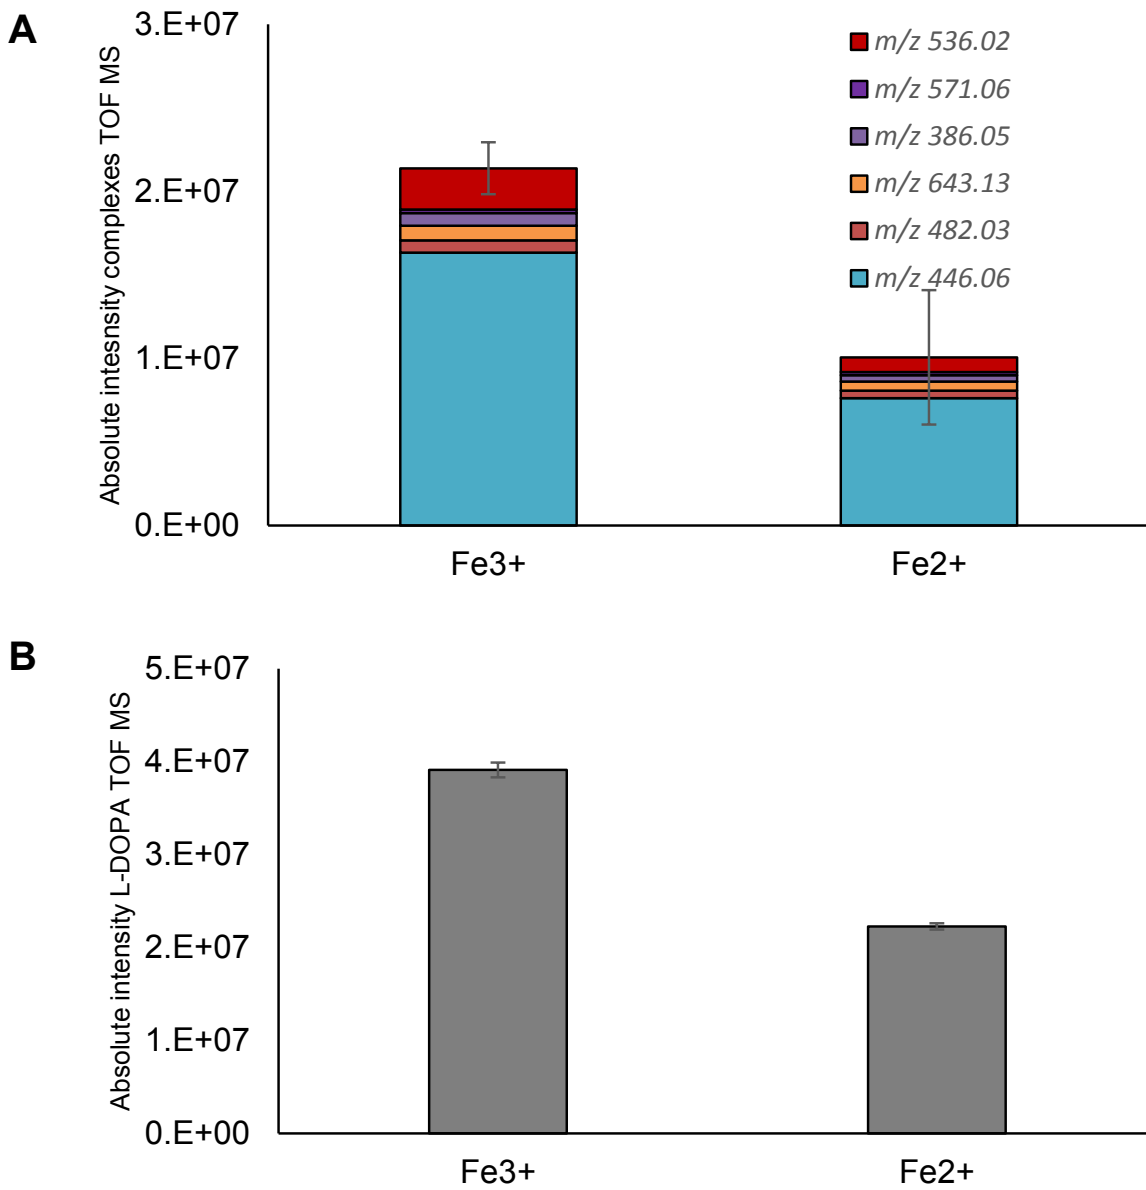 A
Absolute intesnsity complexes TOF MS
3.E+07
2.E+07
1.E+07
0.E+00
m/z 536.02
m/z 571.06
m/z 386.05
m/z 643.13
m/z 482.03
m/z 446.06
Fe3+
Fe2+
B
Absolute intensity L-DOPA TOF MS
5.E+07
4.E+07
3.E+07
2.E+07
1.E+07
0.E+00
Fe3+
Fe2+